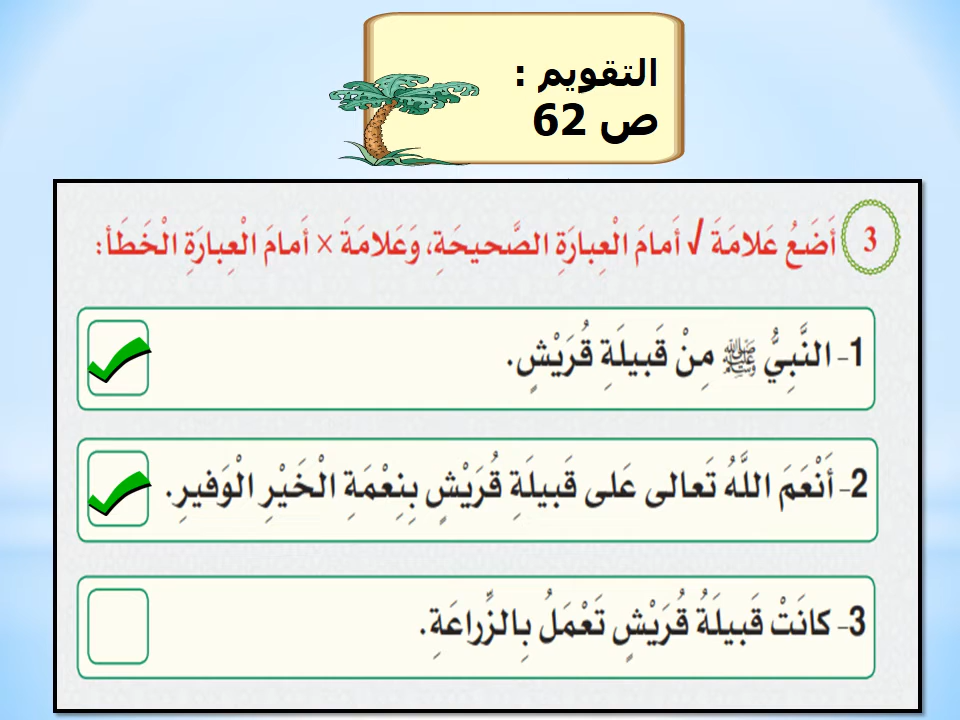 التقويم :
ص 62
3
أَضَعُ عَلامَةَ √ أَمامَ الْعِبارَةِ الصَّحيحَةِ، وَعَلامَةَ × أَمامَ الْعِبارَةِ الْخَطَأ:
1- النَّبِيُّ ﷺ مِنْ قَبيلَةِ قُرَيْشٍ.
2- أَنْعَمَ اللَّهُ تَعالى عَلى قَبيلَةِ قُرَيْشٍ بِنِعْمَةِ الْخَيْرِ الْوَفيرِ.
3- كانَتْ قَبيلَةُ قُرَيْشٍ تَعْمَلُ بِالزِّراعَةِ.